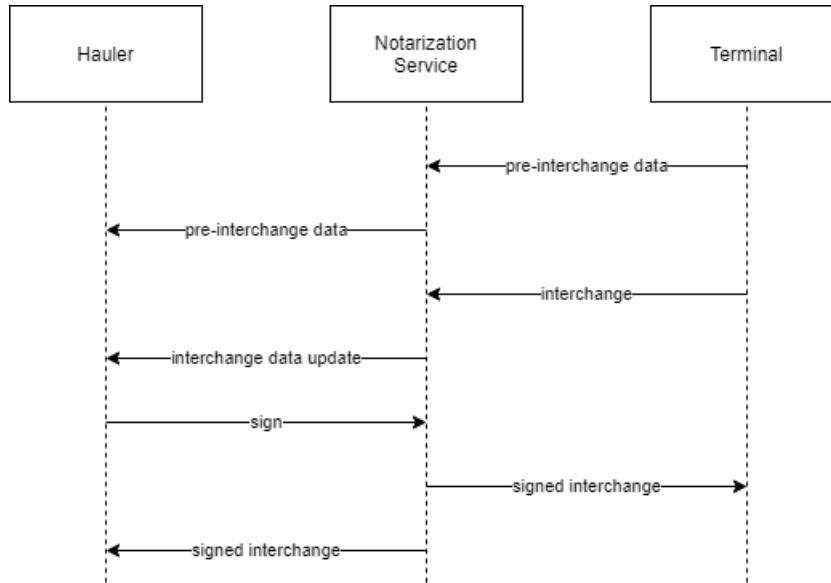 Hauler
Notarization
Service
Terminal
pre-interchange data
pre-interchange data
interchange
interchange data update
sign
signed interchange
signed interchange